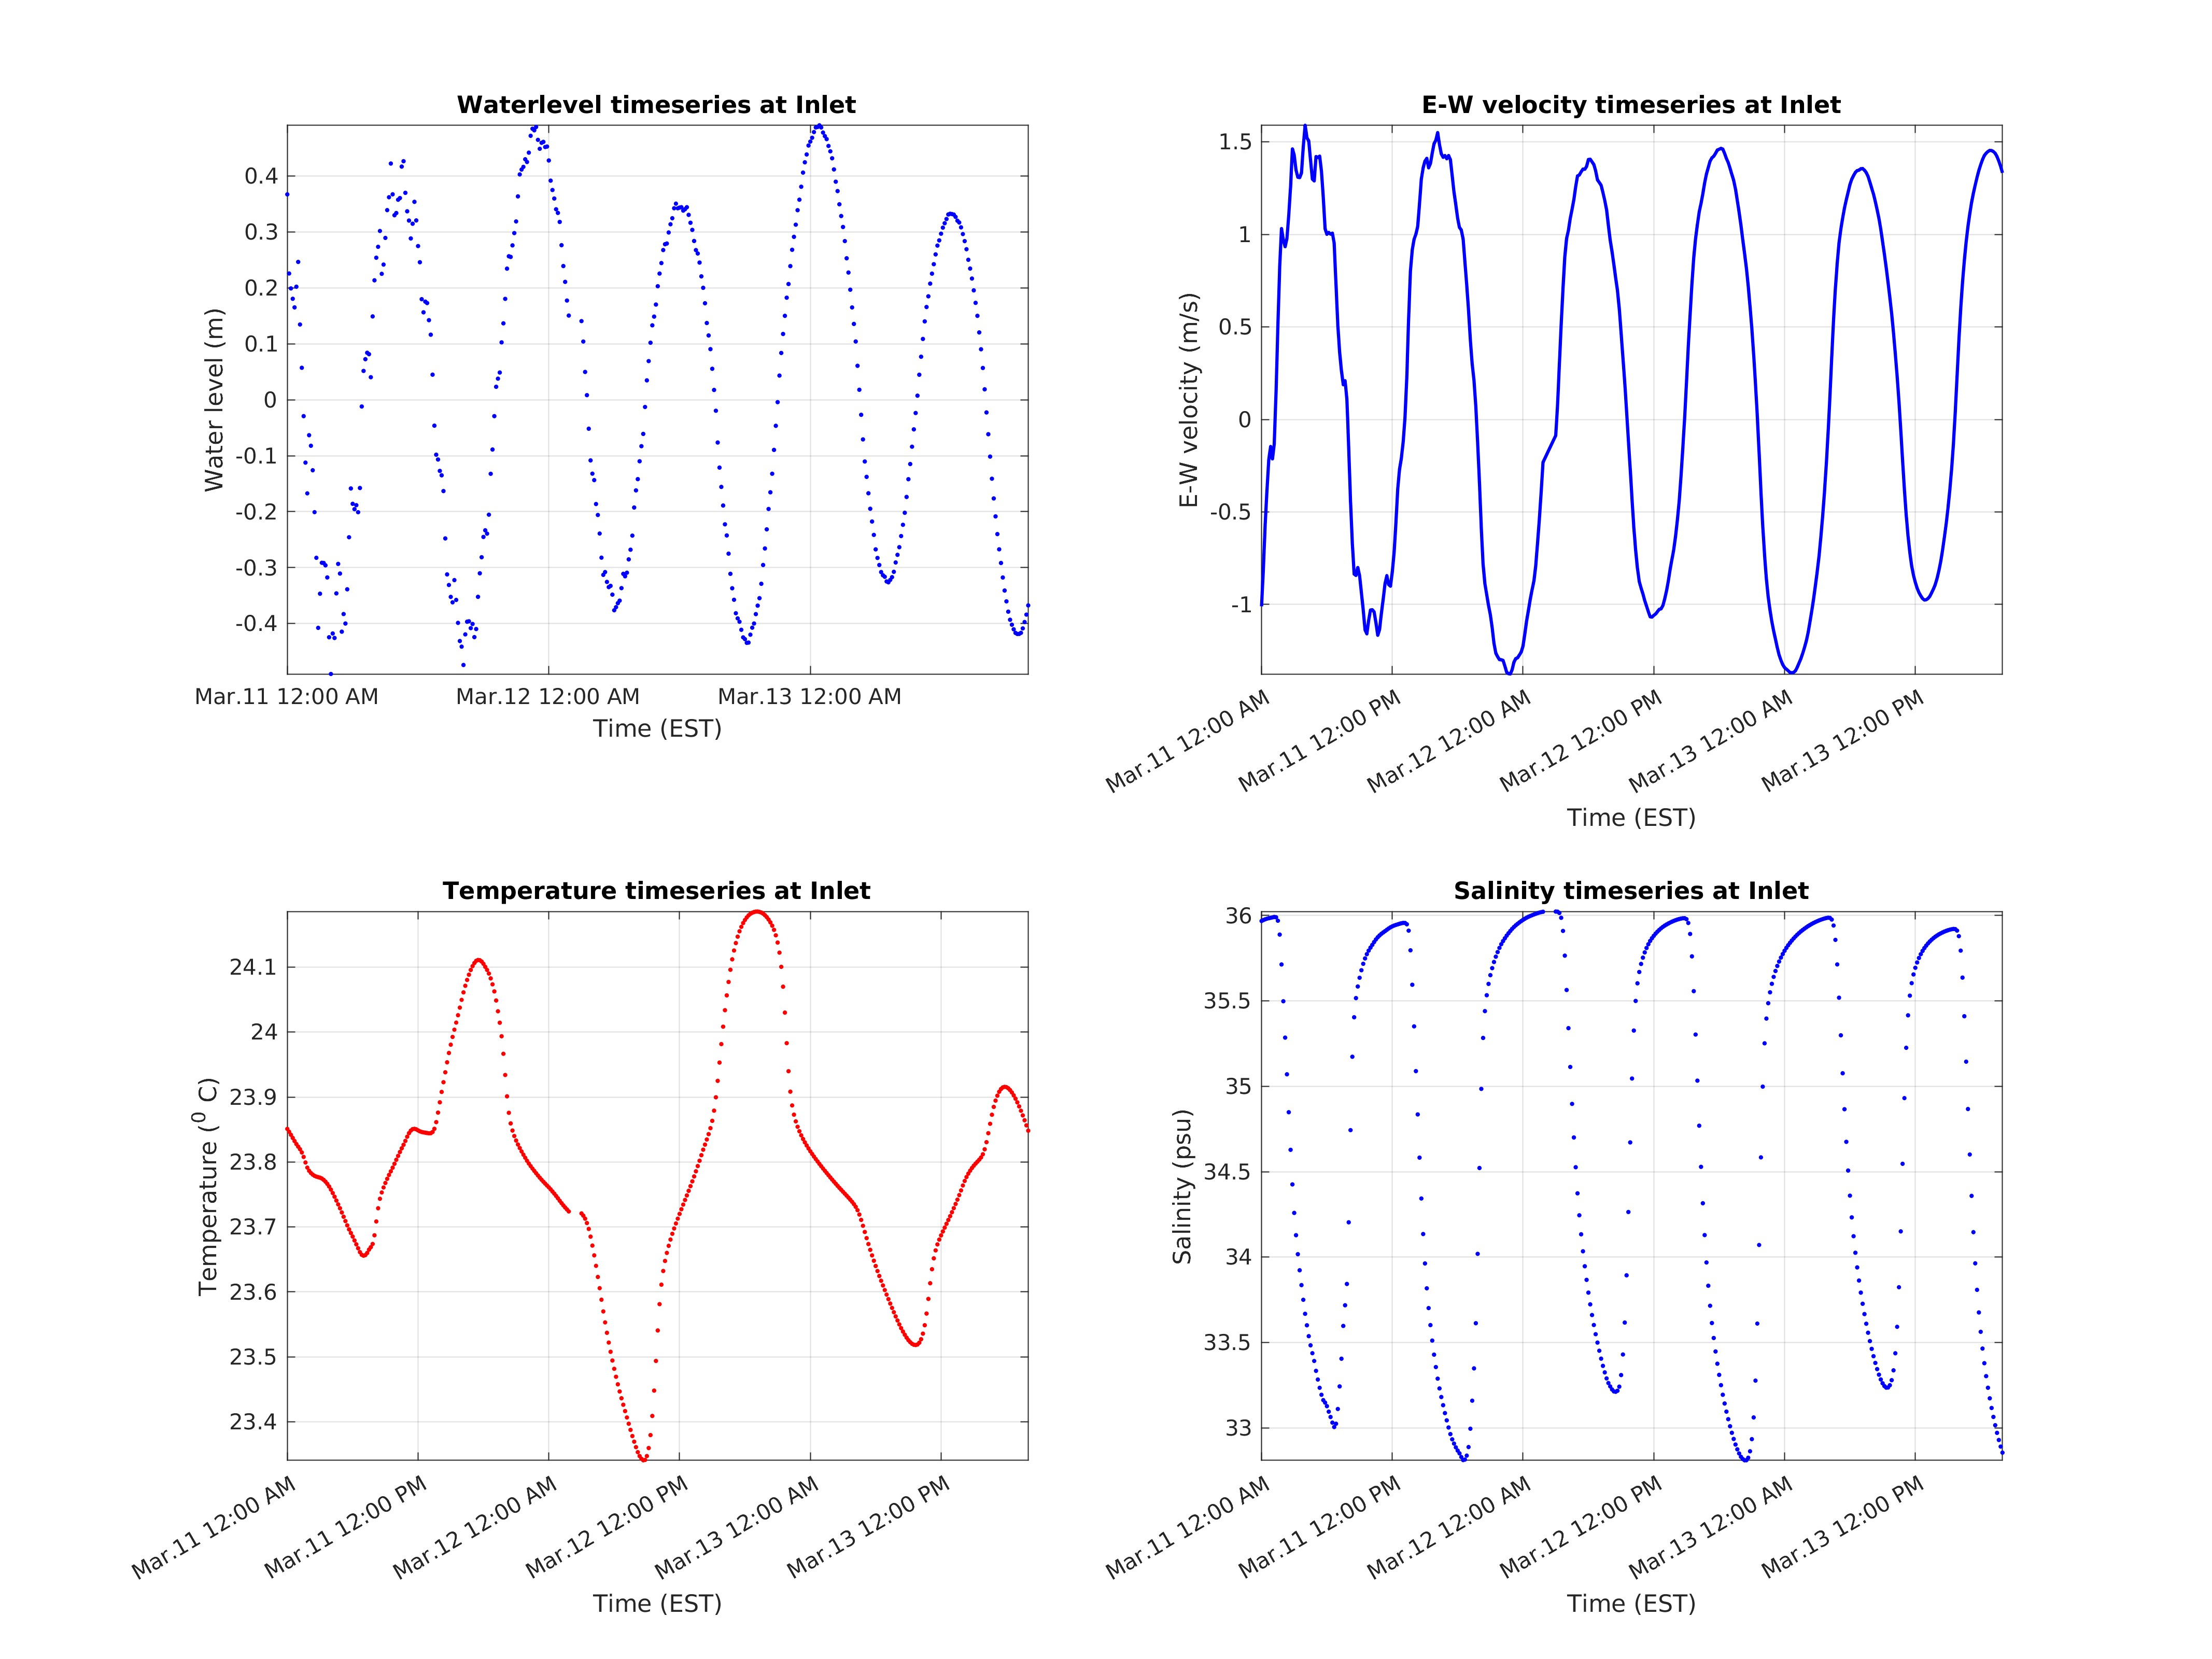 Waterlevel timeseries at Inlet
0.4
0.3
0.2
0.1
0
-0.1
-0.2
-0.3
-0.4
Water level (m)
Mar.11 12:00 AM
Mar.12 12:00 AM
Mar.13 12:00 AM
Time (EST)
E-W velocity timeseries at Inlet
1.5
1
0.5
0
-0.5
-1
E-W velocity (m/s)
Mar.11 12:00 AM
Mar.11 12:00 PM
Mar.12 12:00 AM
Mar.12 12:00 PM
Mar.13 12:00 AM
Mar.13 12:00 PM
Time (EST)
Temperature timeseries at Inlet
24.1
24
23.9
23.8
23.7
23.6
23.5
23.4
Temperature (⁰ C)
Mar.11 12:00 AM
Mar.11 12:00 PM
Mar.12 12:00 AM
Mar.12 12:00 PM
Mar.13 12:00 AM
Mar.13 12:00 PM
Time (EST)
Salinity timeseries at Inlet
36
35.5
35
34.5
34
33.5
33
Salinity (psu)
Mar.11 12:00 AM
Mar.11 12:00 PM
Mar.12 12:00 AM
Mar.12 12:00 PM
Mar.13 12:00 AM
Mar.13 12:00 PM
Time (EST)